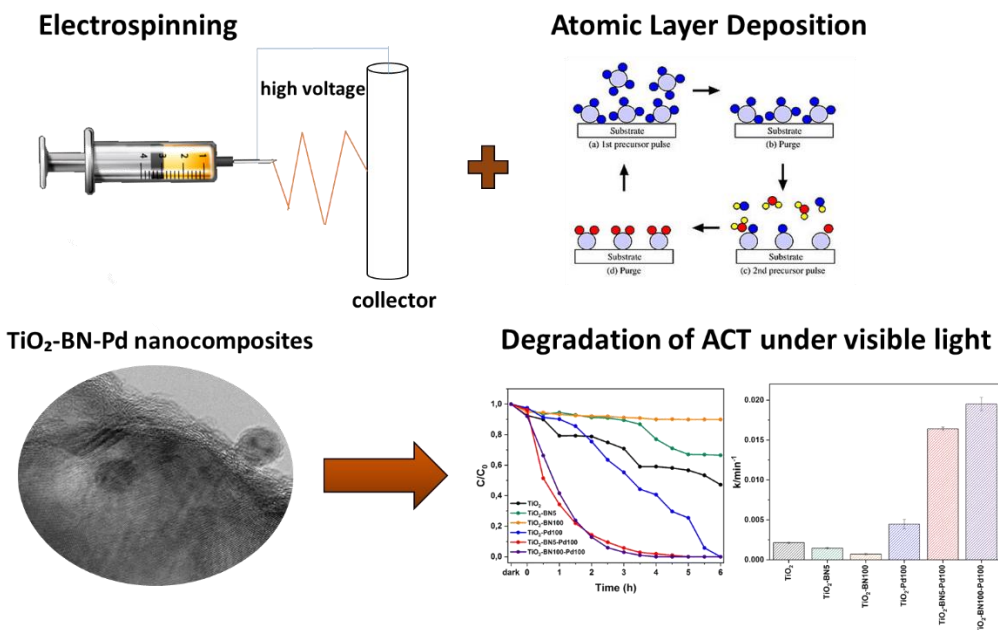 Electrospinning
high voltage
4 3 2 1
collector
Atomic Layer Deposition
Substrate
(a) 1st precursor pulse
Substrate
(b) Purge
Substrate
(d) Purge
Substrate
(c) 2nd precursor pulse
TiO₂-BN-Pd nanocomposites
Degradation of ACT under visible light
C/C₀
1,0
0,8
0,6
0,4
0,2
0,0
TiO₂
TiO₂-BN5
TiO₂-BN100
TiO₂-Pd100
TiO₂-BN5-Pd100
TiO₂-BN100-Pd100
dark 0 1 2 3 4 5 6
Time (h)
k/min⁻¹
0.020
0.015
0.010
0.005
0.000
TiO₂
TiO₂-BN5
TiO₂-BN100
TiO₂-Pd100
TiO₂-BN5-Pd100
TiO₂-BN100-Pd100